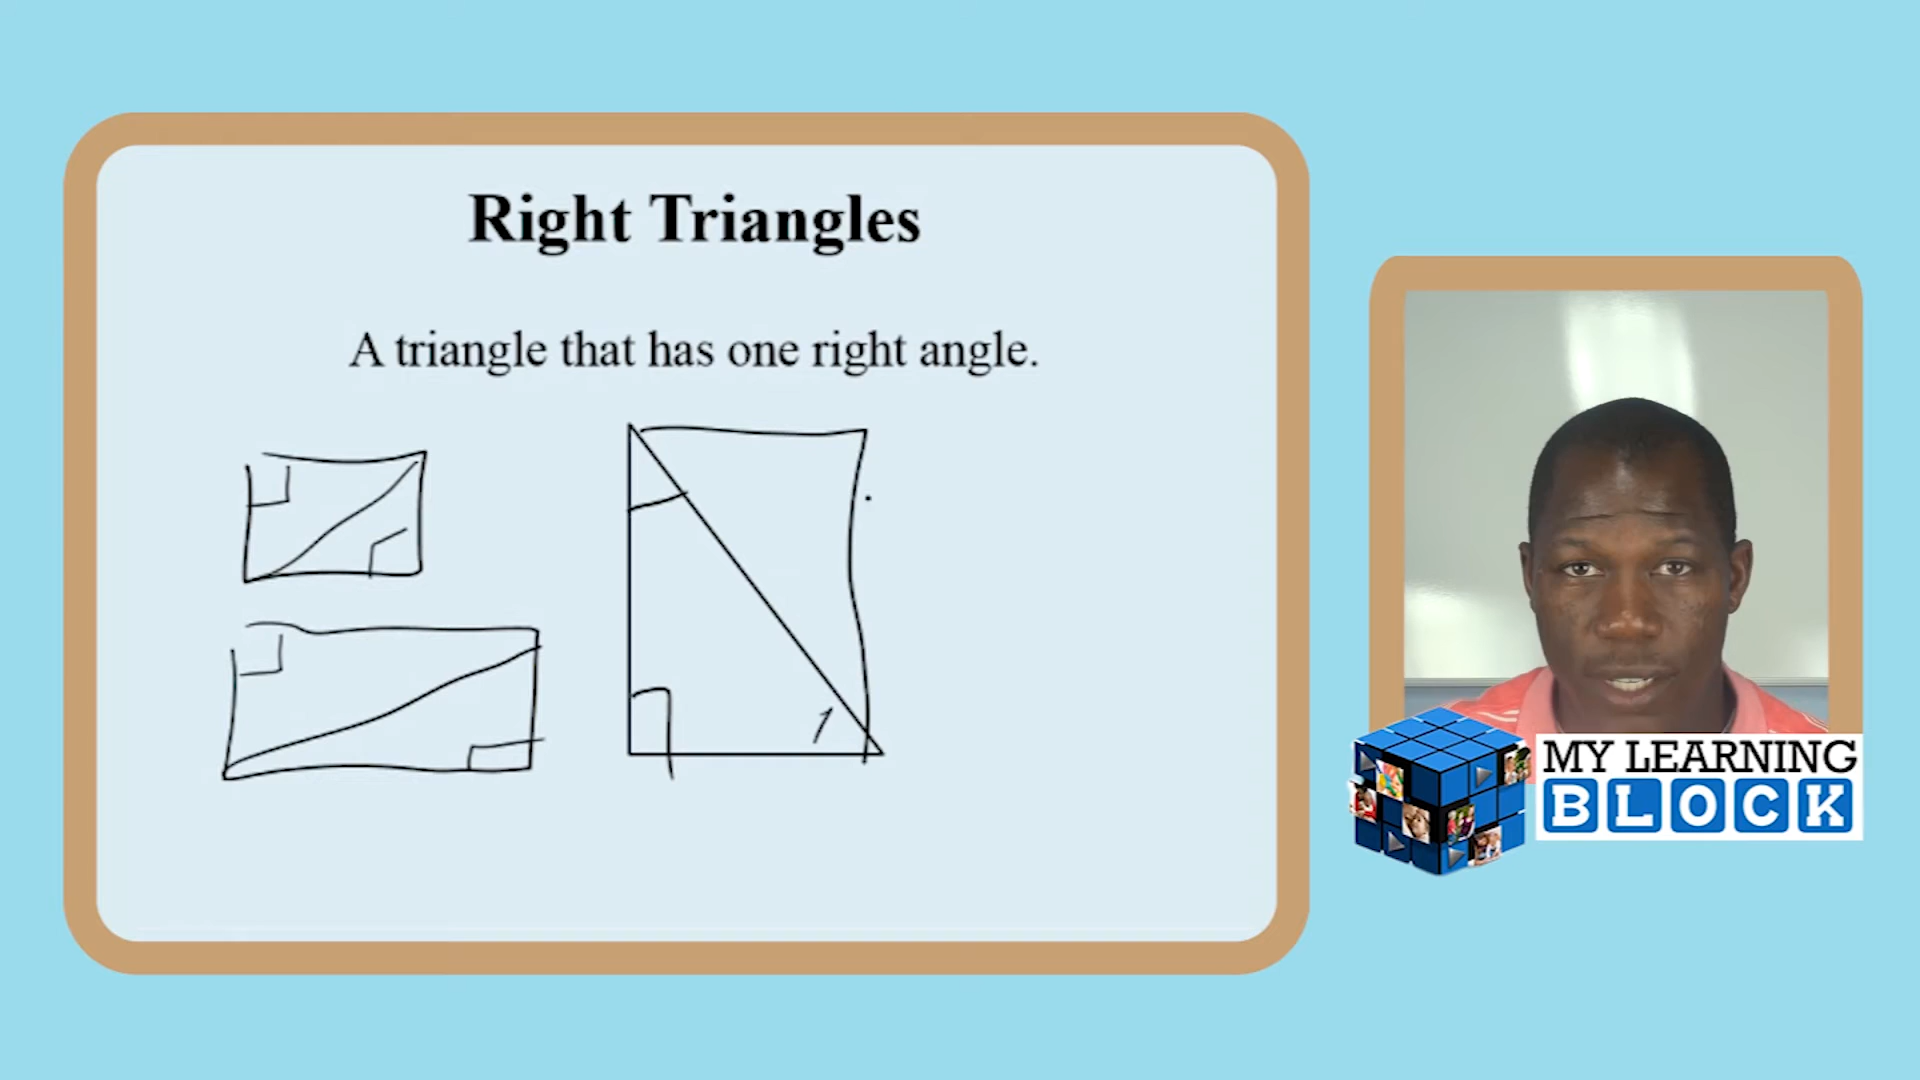 Right Triangles
A triangle that has one right angle.
MY LEARNING
BLOCK